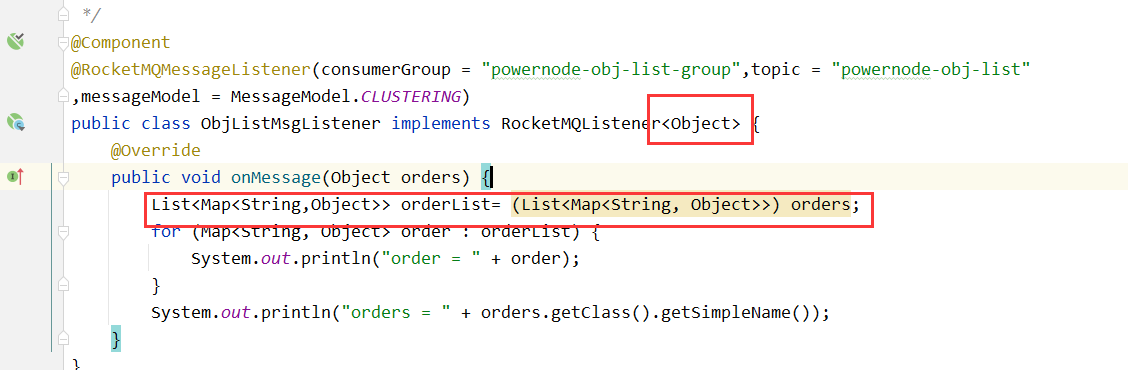 */
@Component
@RocketMQMessageListener(consumerGroup = "powernode-obj-list-group",topic = "powernode-obj-list"
,messageModel = MessageModel.CLUSTERING)
public class ObjListMsgListener implements RocketMQListener<Object> {
@Override
public void onMessage(Object orders) {
List<Map<String,Object>> orderList= (List<Map<String, Object>>) orders;
for (Map<String, Object> order : orderList) {
System.out.println("order = " + order);
}
System.out.println("orders = " + orders.getClass().getSimpleName());
}
}